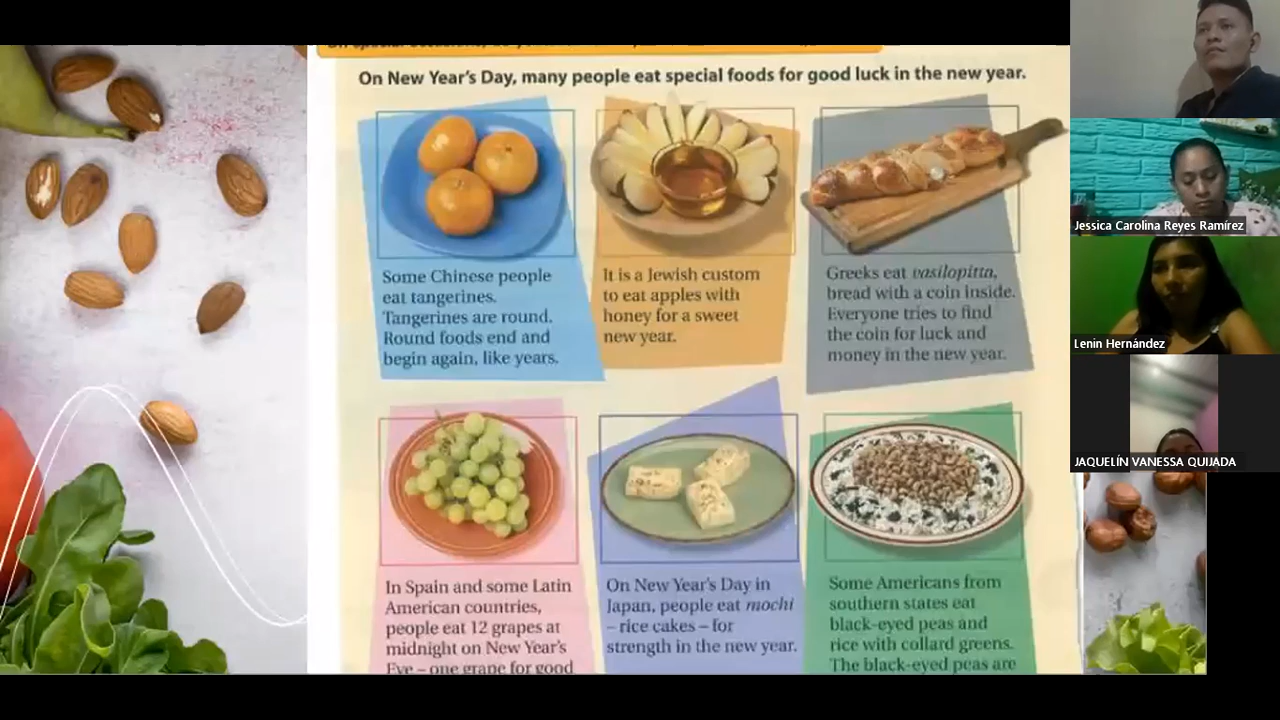 On New Year's Day, many people eat special foods for good luck in the new year.
Some Chinese people
eat tangerines.
Tangerines are round.
Round foods end and
begin again, like years.
It is a Jewish custom
to eat apples with
honey for a sweet
new year.
Greeks eat vasilopitta,
bread with a coin inside.
Everyone tries to find
the coin for luck and
money in the new year.
In Spain and some Latin
American countries,
people eat 12 grapes at
midnight on New Year's
Eve – one grape for good
On New Year's Day in
Japan, people eat mochi
– rice cakes – for
strength in the new year.
Some Americans from
southern states eat
black-eyed peas and
rice with collard greens.
The black-eyed peas are
Jessica Carolina Reyes Ramírez
Lenin Hernández
JAQUELÍN VANESSA QUIJADA